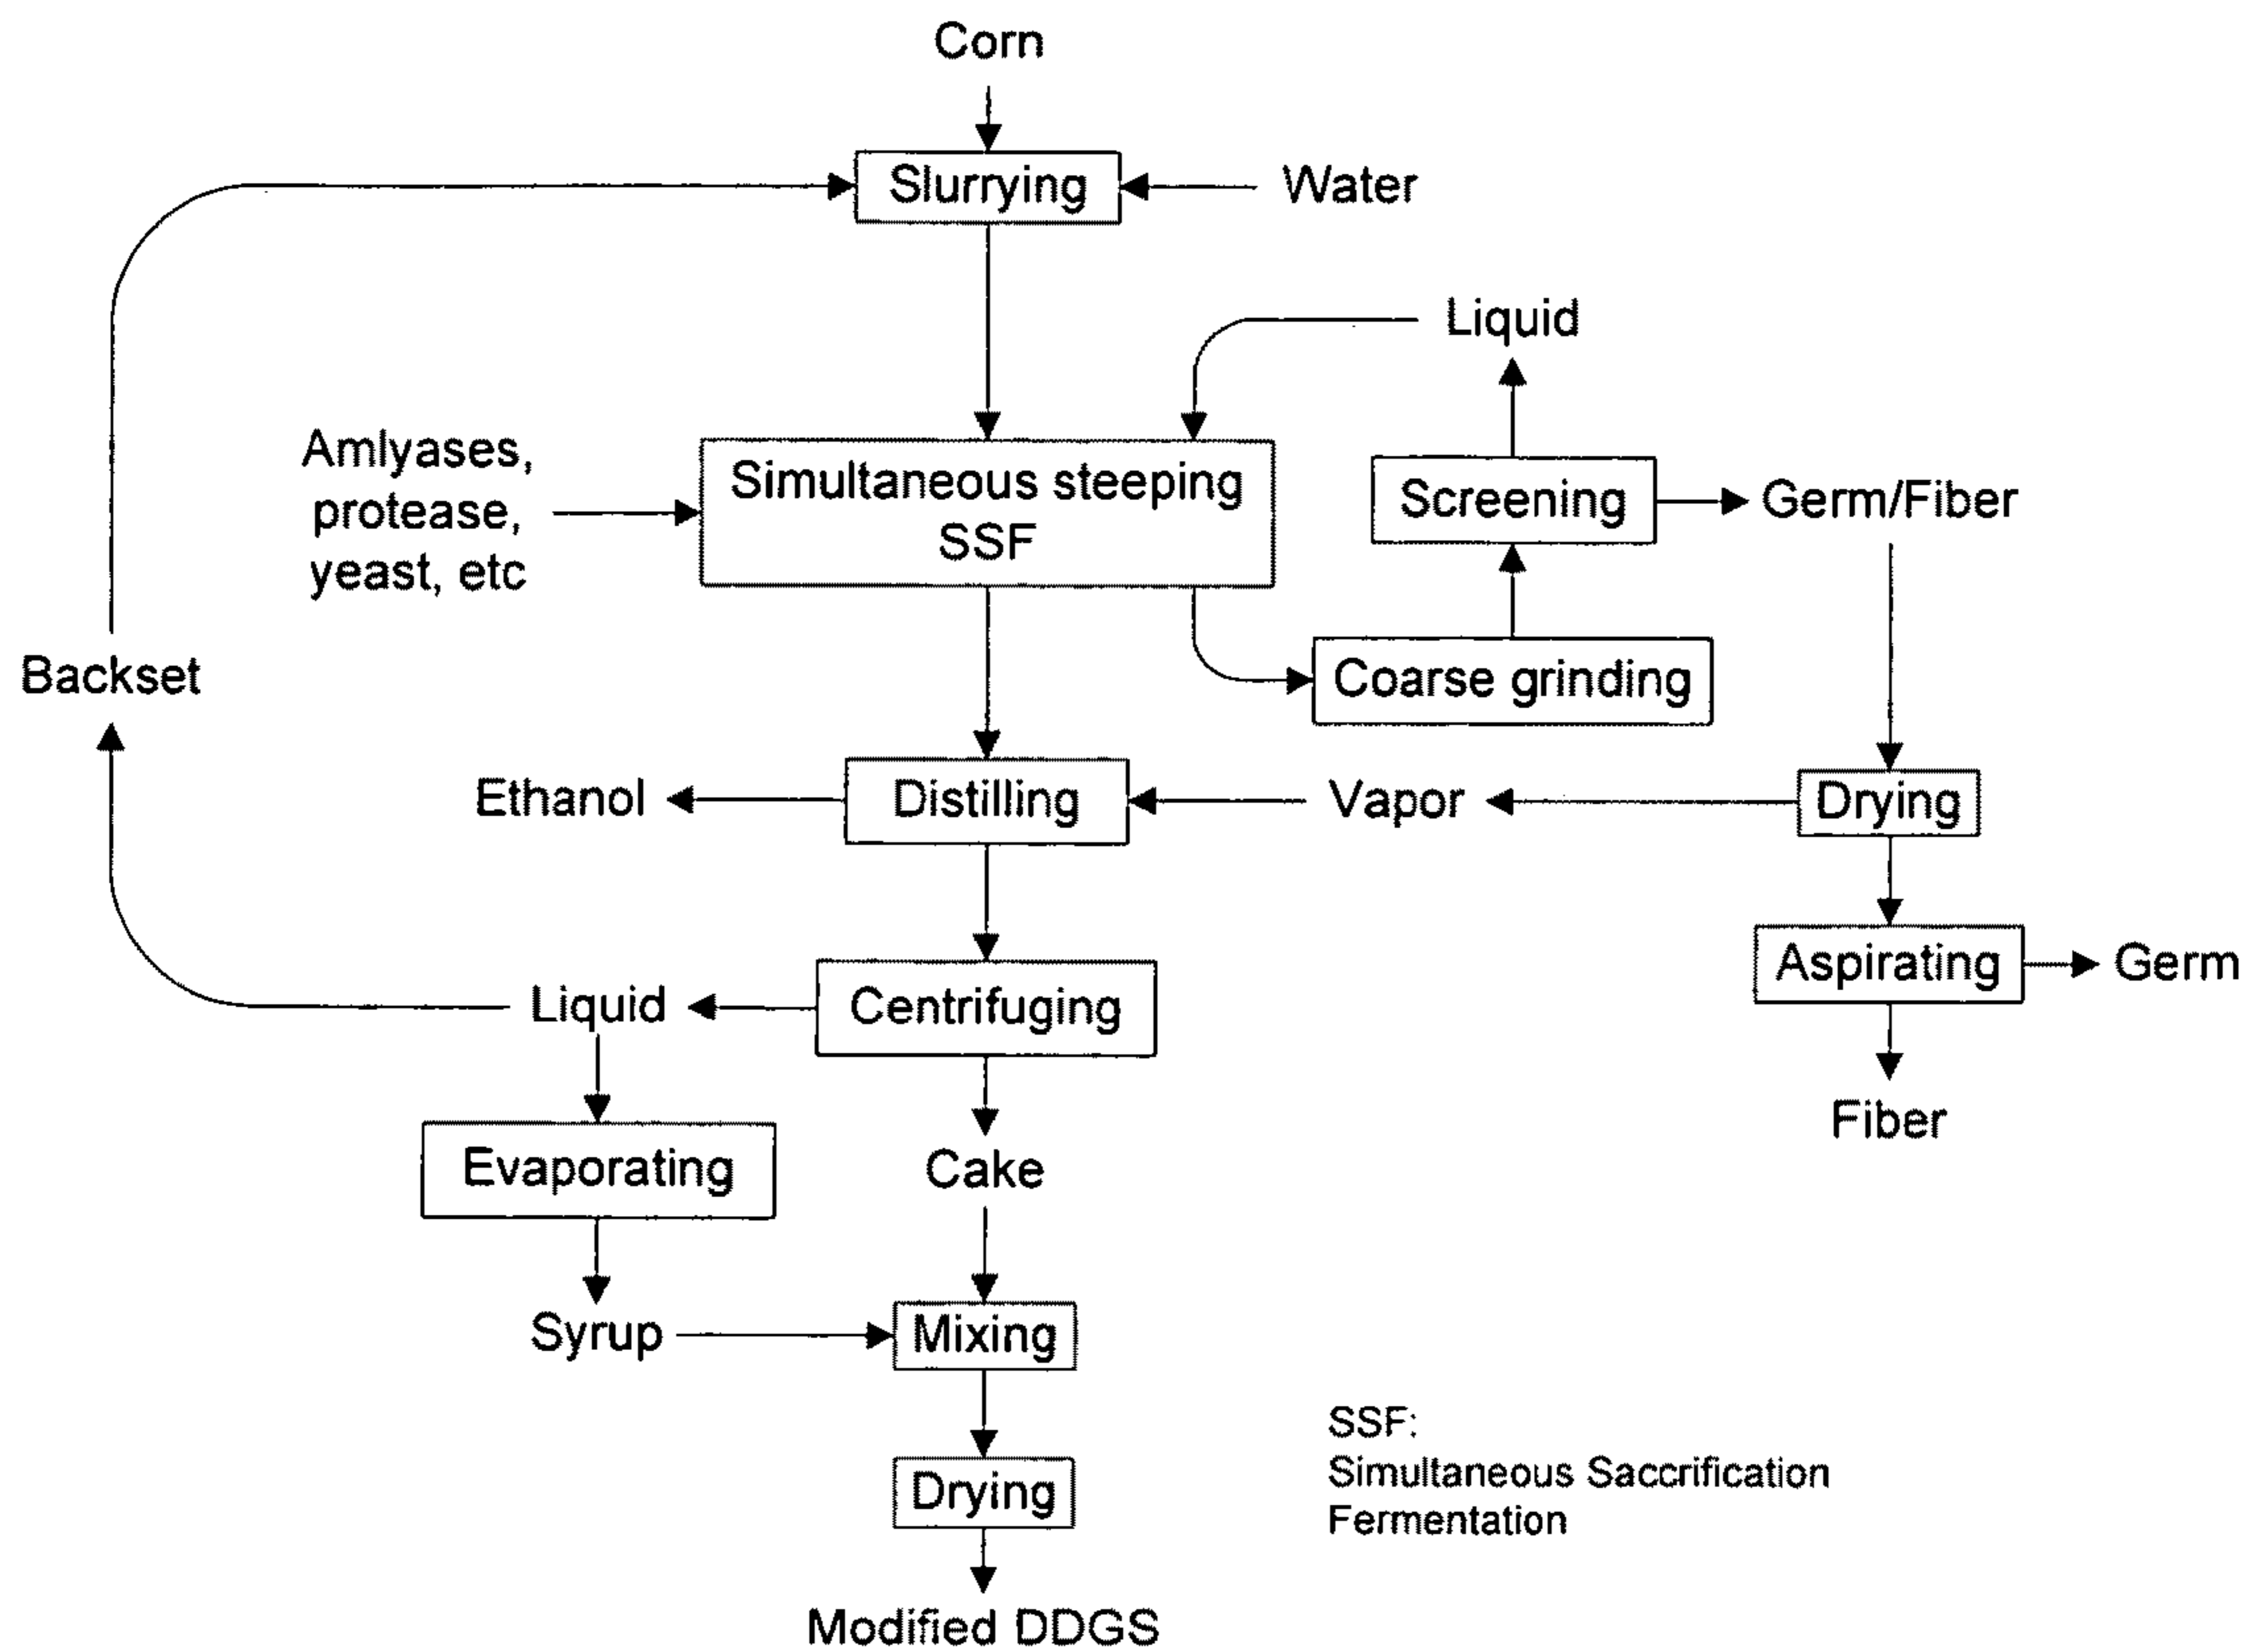 Corn
Slurrying
Water
Liquid
Amlyases,
protease,
yeast, etc
Simultaneous steeping
SSF
Screening
Germ/Fiber
Backset
Coarse grinding
Ethanol
Distilling
Vapor
Drying
Aspirating
Germ
Liquid
Centrifuging
Fiber
Evaporating
Cake
Syrup
Mixing
SSF:
Simultaneous Saccrification
Fermentation
Drying
Modified DDGS